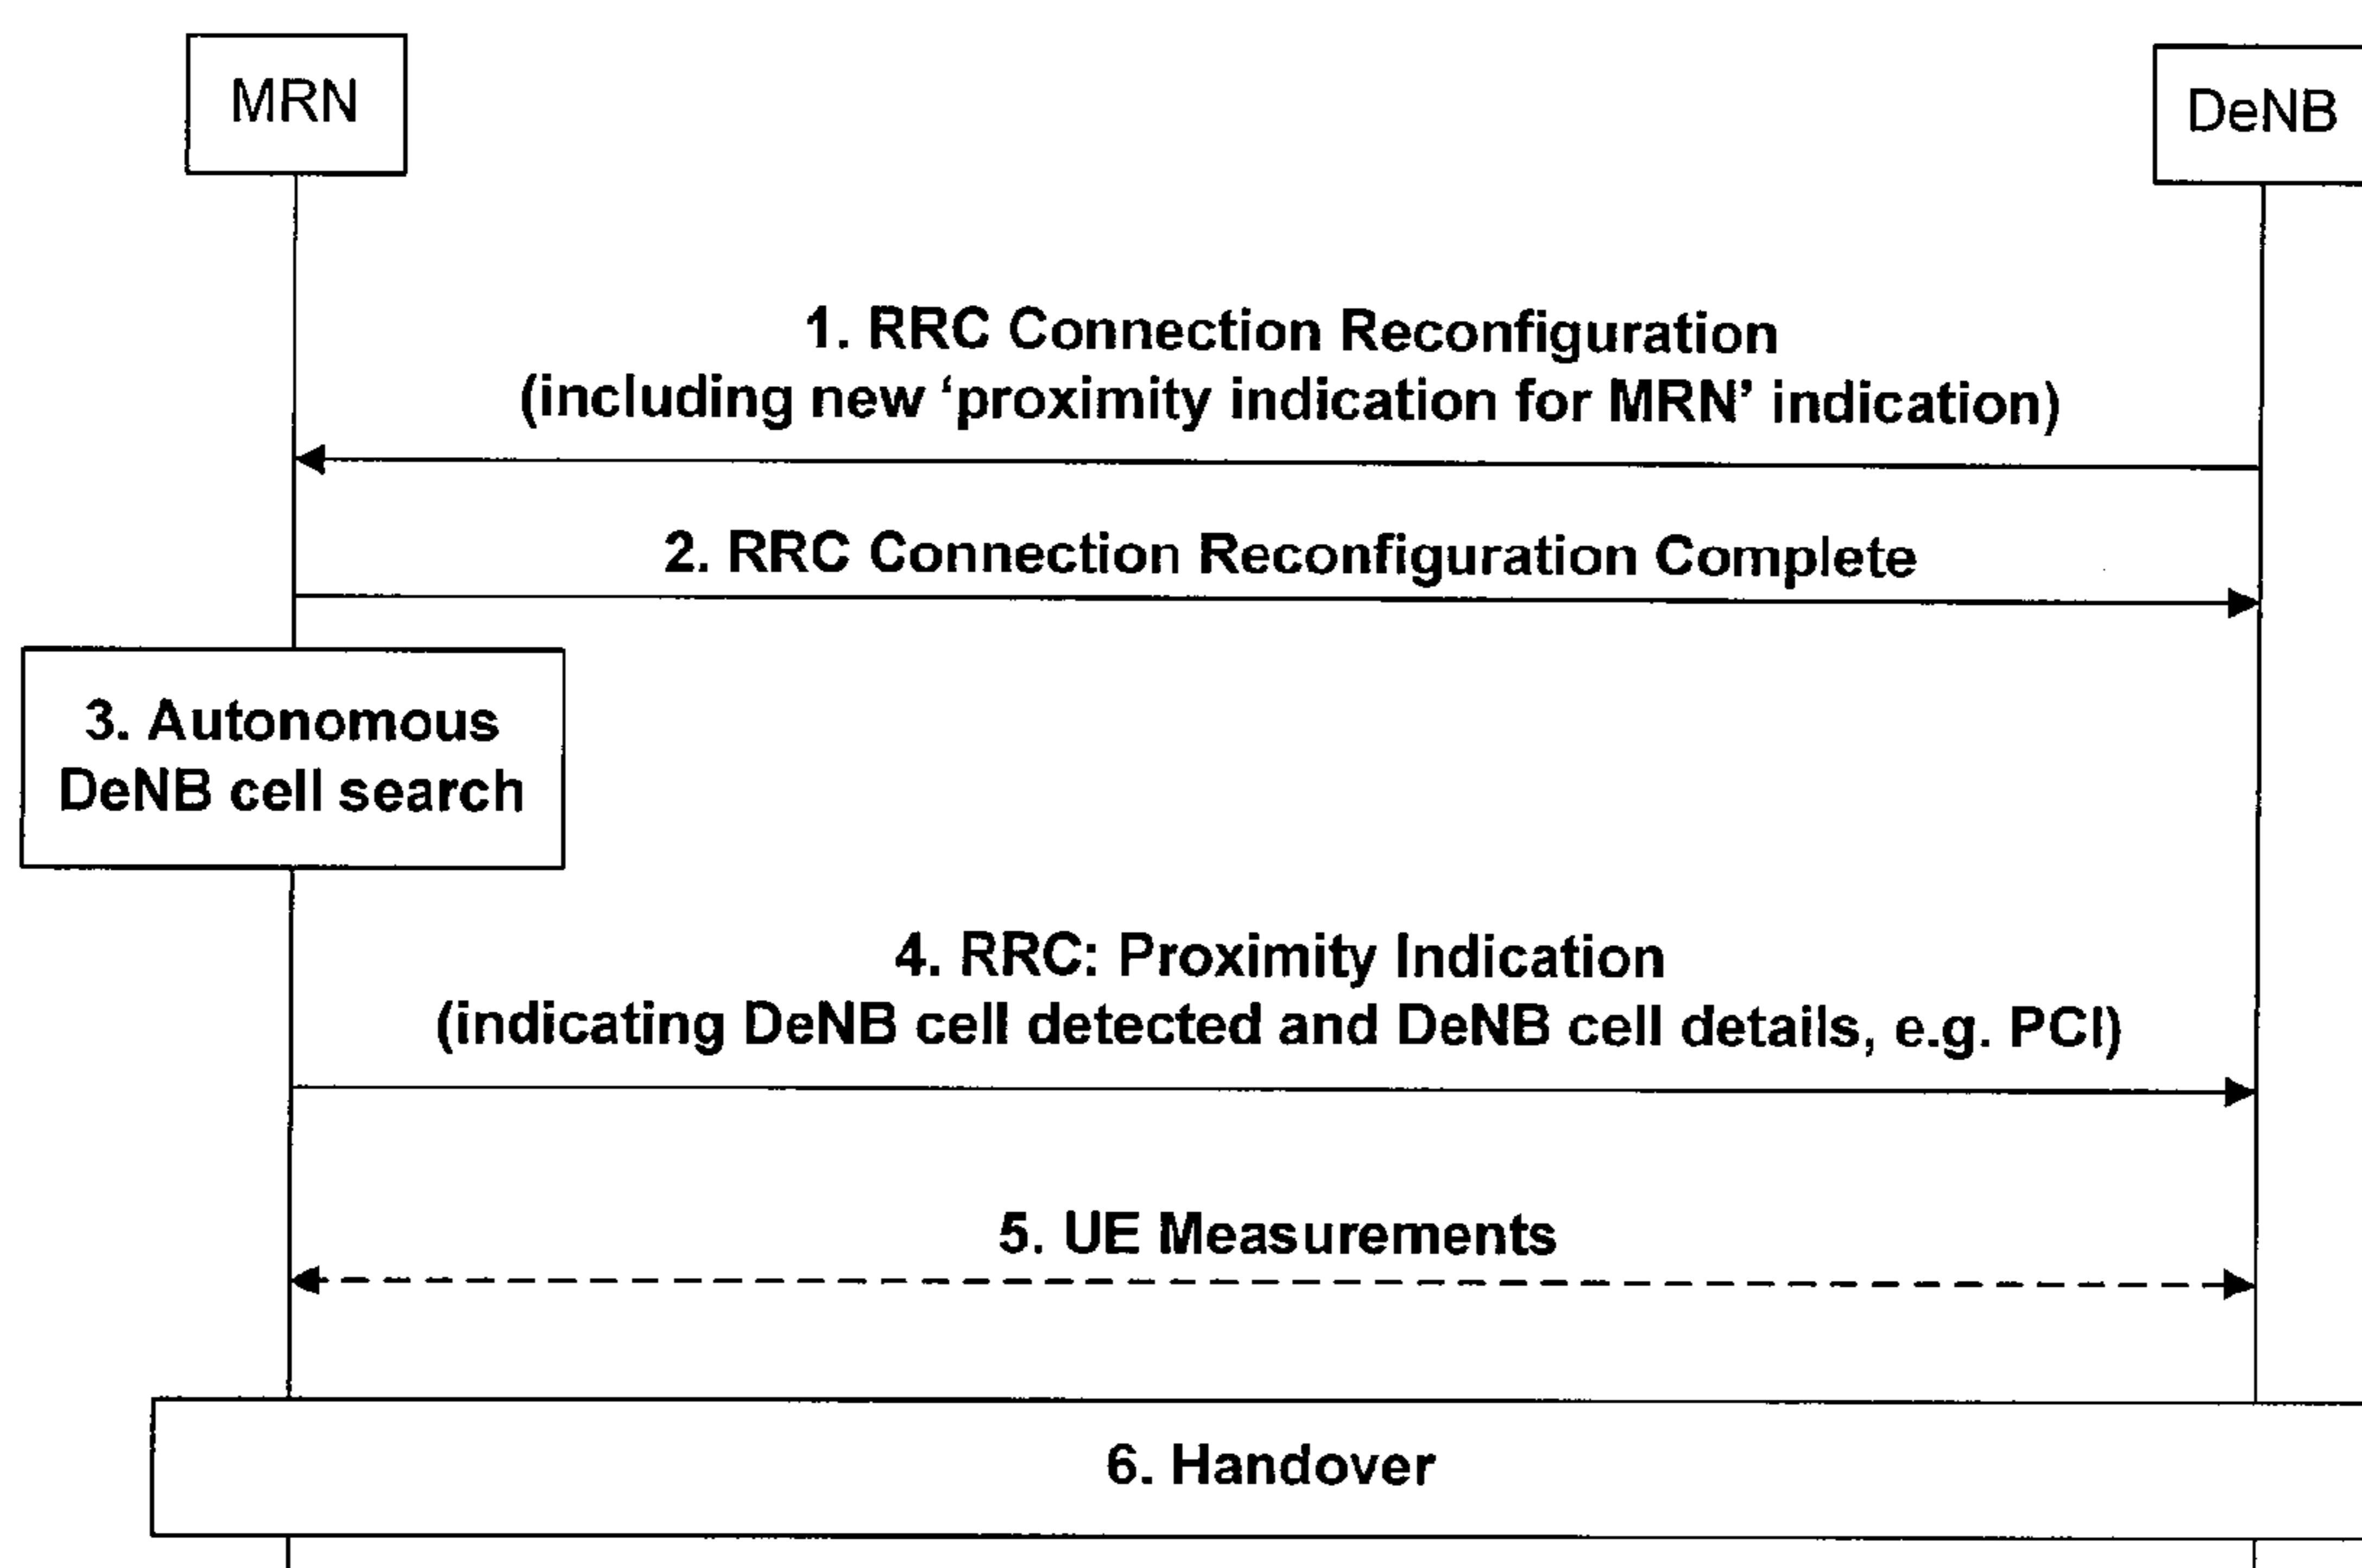 MRN
DeNB
1. RRC Connection Reconfiguration
(including new ‘proximity indication for MRN’ indication)
2. RRC Connection Reconfiguration Complete
3. Autonomous
DeNB cell search
4. RRC: Proximity Indication
(indicating DeNB cell detected and DeNB cell details, e.g. PCI)
5. UE Measurements
6. Handover